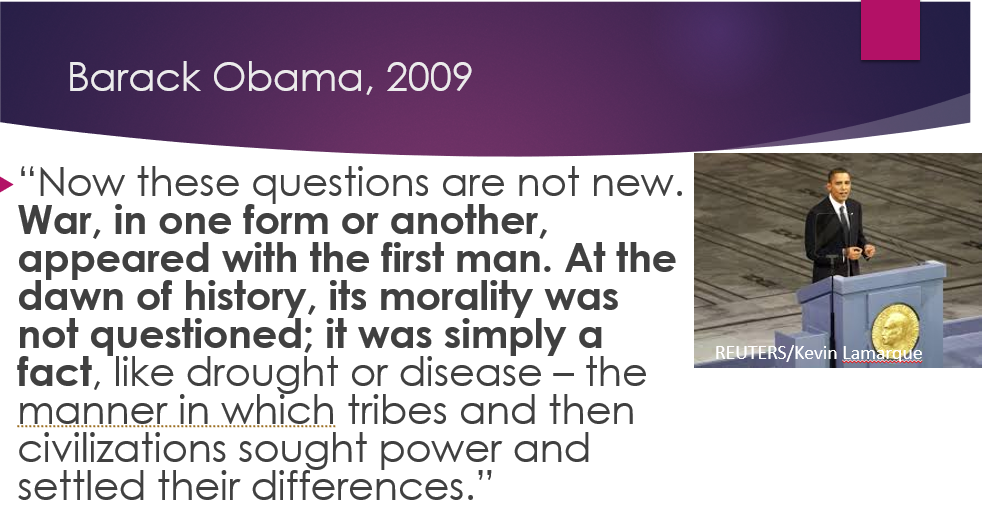 Barack Obama, 2009
“Now these questions are not new.
War, in one form or another,
appeared with the first man. At the
dawn of history, its morality was
not questioned; it was simply a
fact, like drought or disease – the
manner in which tribes and then
civilizations sought power and
settled their differences.”
REUTERS/Kevin Lamarque